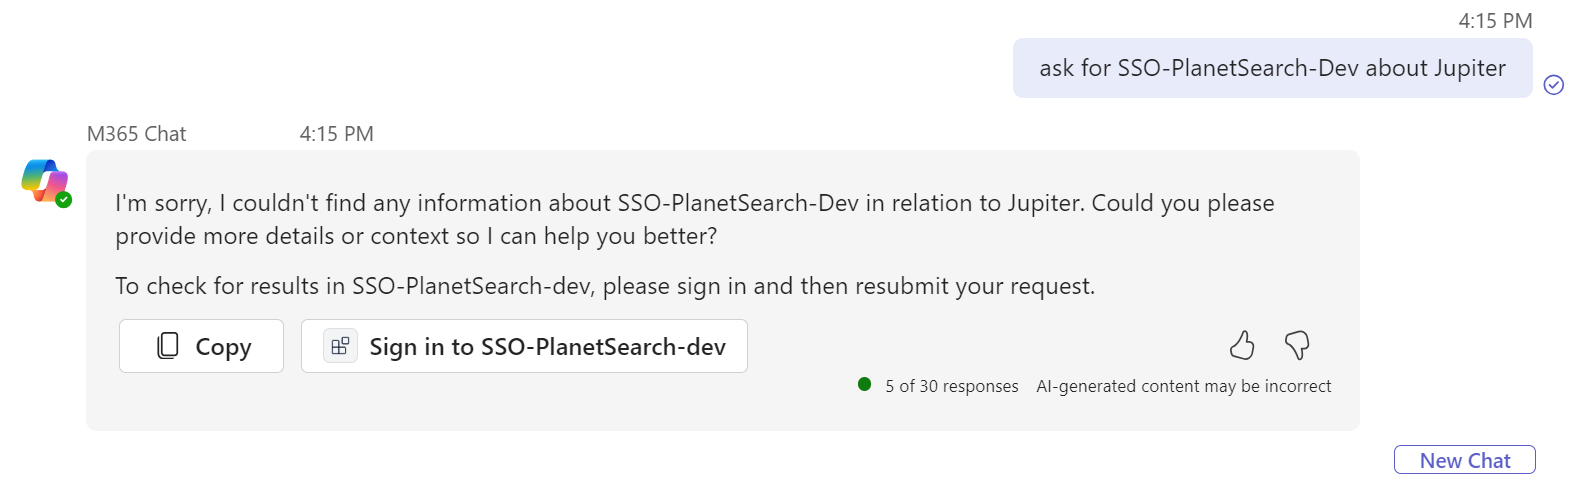 4:15 PM
ask for SSO-PlanetSearch-Dev about Jupiter
M365 Chat 4:15 PM
I'm sorry, I couldn't find any information about SSO-PlanetSearch-Dev in relation to Jupiter. Could you please
provide more details or context so I can help you better?
To check for results in SSO-PlanetSearch-dev, please sign in and then resubmit your request.
Copy Sign in to SSO-PlanetSearch-dev
5 of 30 responses AI-generated content may be incorrect
New Chat